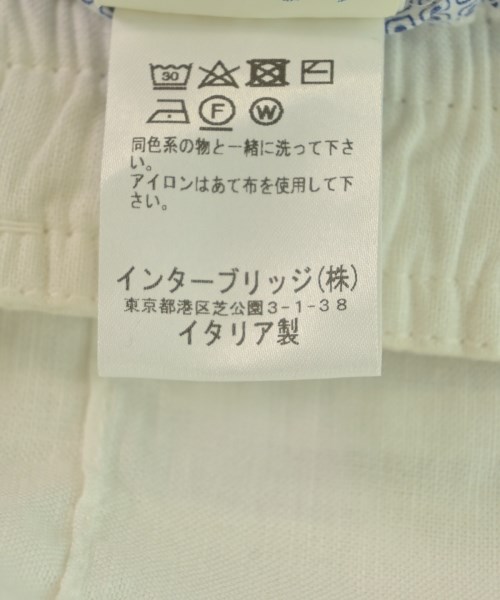 30
F W
同色系の物と一緒に洗って下さ
い。
アイロンはあて布を使用して下
さい。
インターブリッジ(株)
東京都港区芝公園3-1-38
イタリア製